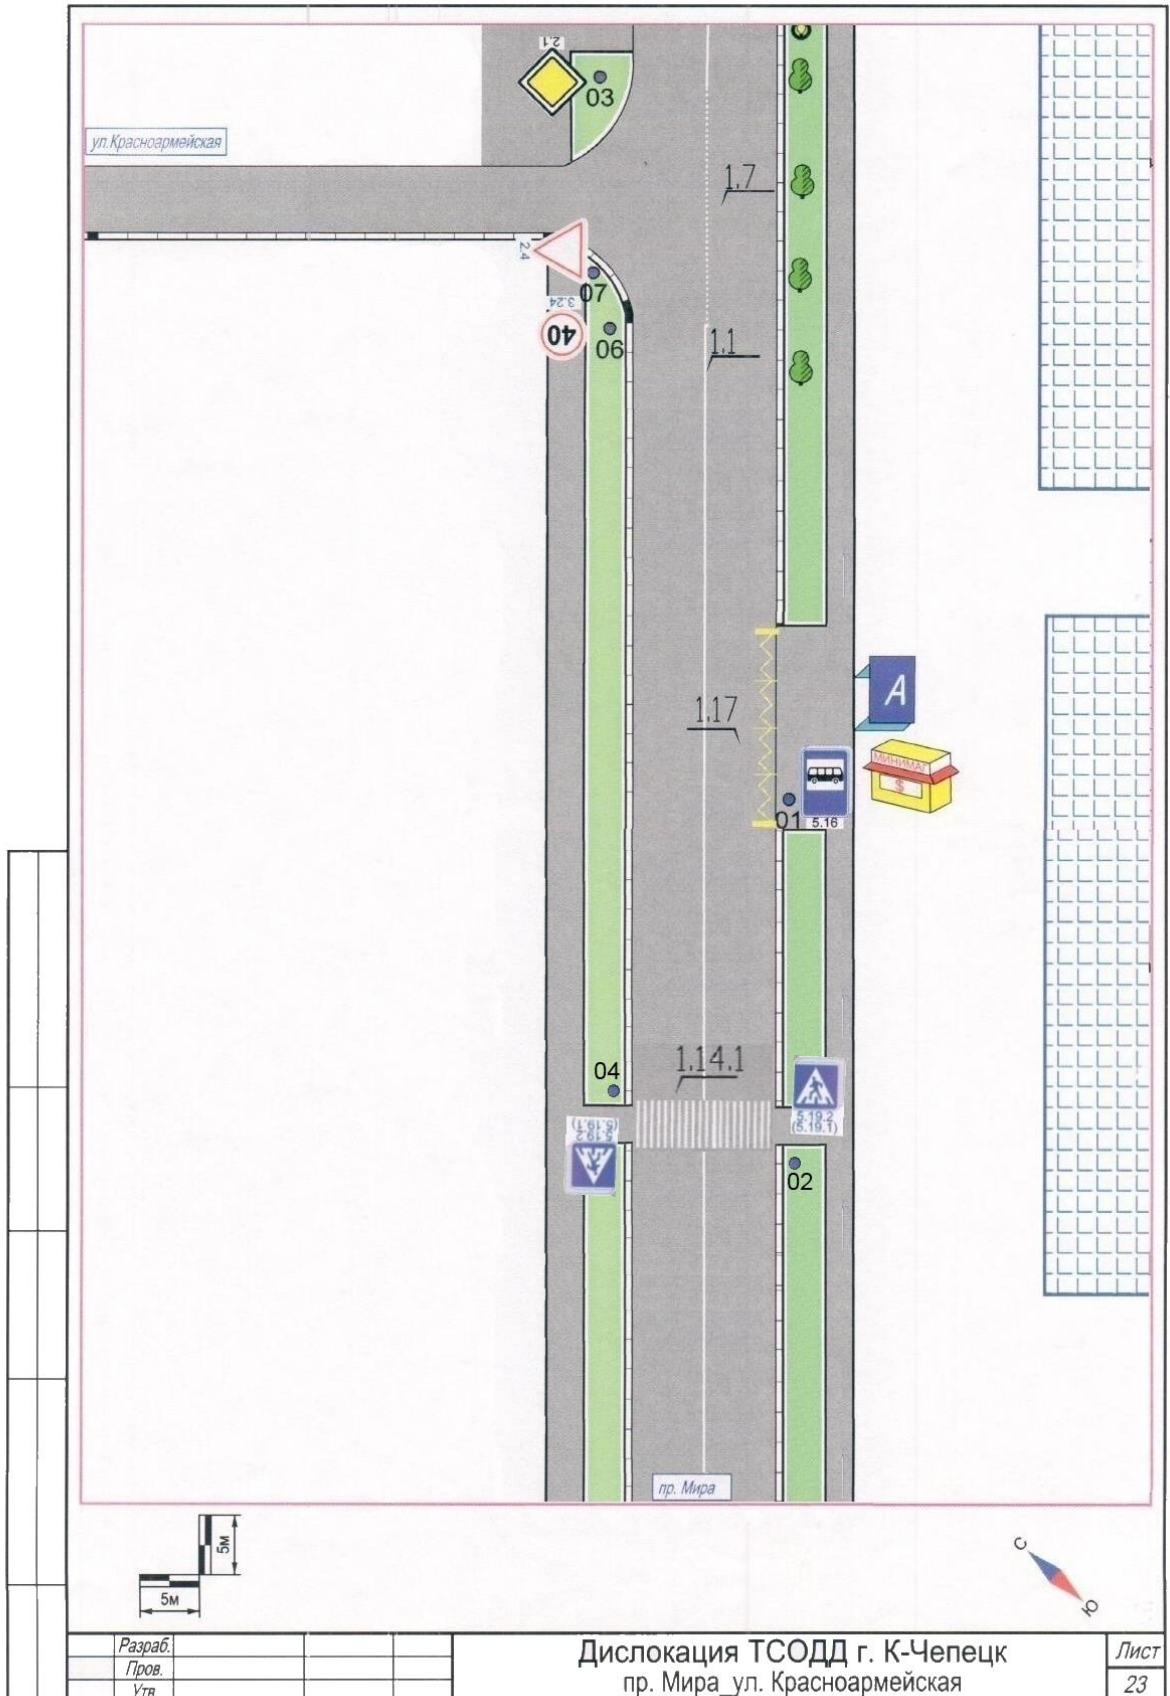 2.1
03
ул.Красноармейская
1.7
2.4
07
3.24
40
06
1.1
А
1.17
МИНИМАГ
$
01
5.16
04
1.14.1
5.19.2
(5.19.1)
5.19.2
(5.19.1)
02
пр. Мира
5м
5м
С
Ю
Разраб.
Пров.
Утв
Дислокация ТСОДД г. К-Чепецк
пр. Мира_ул. Красноармейская
Лист
23